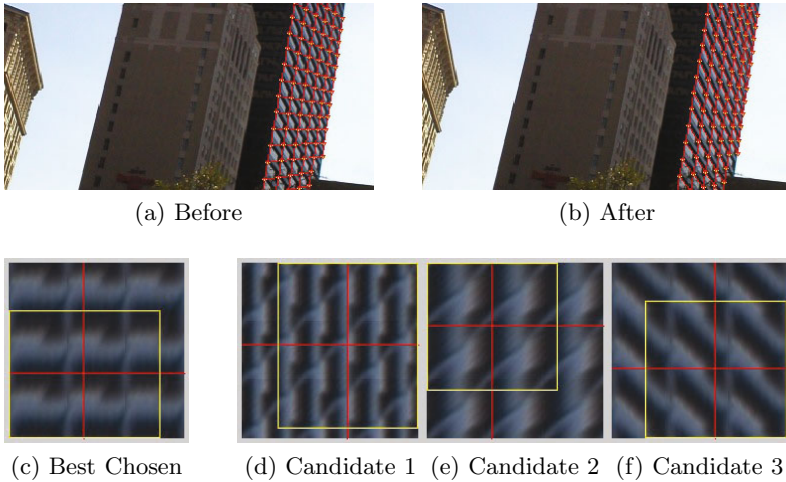 (a) Before
(b) After
(c) Best Chosen
(d) Candidate 1
(e) Candidate 2
(f) Candidate 3